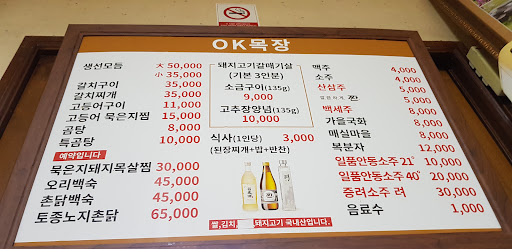 OK목장
생선모듬 大 50,000
小 35,000
갈치구이 15,000
갈치찌개 15,000
고등어구이 11,000
고등어 묵은지찜 15,000
곰탕 8,000
특곰탕 10,000
예약입니다
묵은지돼지목살찜 30,000
오리백숙 45,000
촌닭백숙 45,000
토종노지촌닭 65,000
돼지고기갈매기살
(기본 3인분)
소금구이(135g)
9,000
고추장양념(135g)
10,000
식사(1인당) 3,000
(된장찌개+밥+반찬)
맥주 4,000
소주 4,000
산삼주 5,000
5,000
백세주 8,000
가을국화 8,000
매실마을 8,000
복분자 12,000
일품안동소주21˚ 10,000
일품안동소주40˚ 20,000
증려소주 려 30,000
음료수 1,000
쌀,김치 돼지고기 국내산입니다.